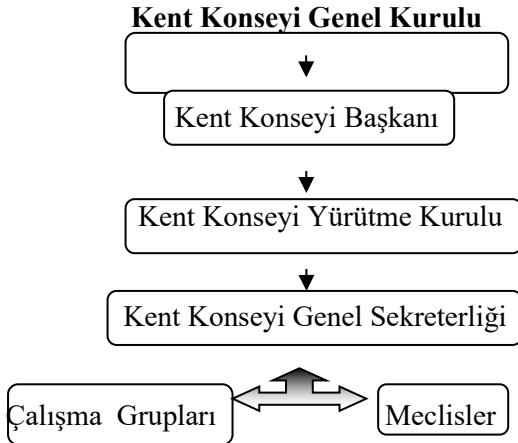 Kent Konseyi Genel Kurulu
Kent Konseyi Başkanı
Kent Konseyi Yürütme Kurulu
Kent Konseyi Genel Sekreterliği
Çalışma Grupları
Meclisler